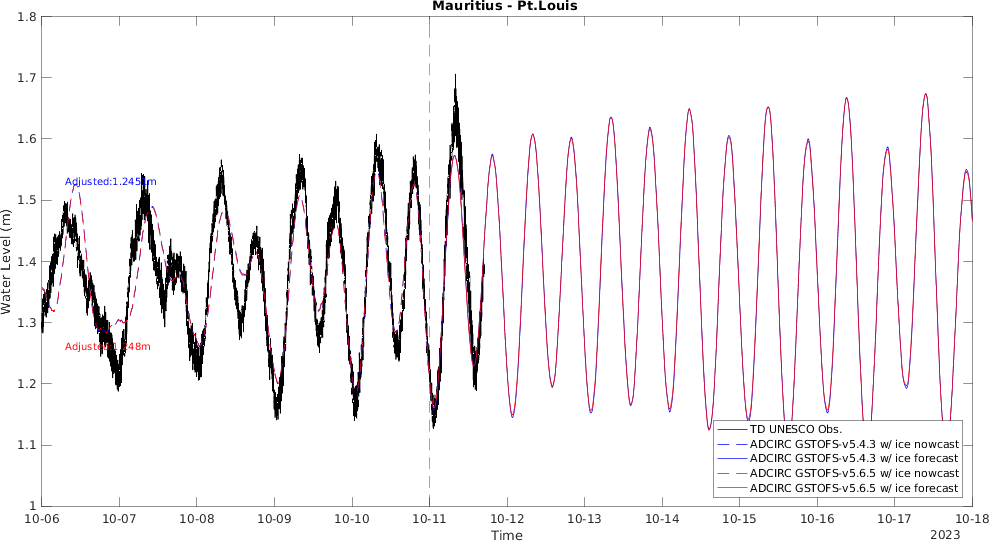 Mauritius - Pt.Louis
Water Level (m)
1.8
1.7
1.6
1.5
1.4
1.3
1.2
1.1
1
Adjusted:1.2451m
Adjusted:1.248m
TD UNESCO Obs.
ADCIRC GSTOFS-v5.4.3 w/ ice nowcast
ADCIRC GSTOFS-v5.4.3 w/ ice forecast
ADCIRC GSTOFS-v5.6.5 w/ ice nowcast
ADCIRC GSTOFS-v5.6.5 w/ ice forecast
10-06 10-07 10-08 10-09 10-10 10-11 10-12 10-13 10-14 10-15 10-16 10-17 10-18
Time
2023